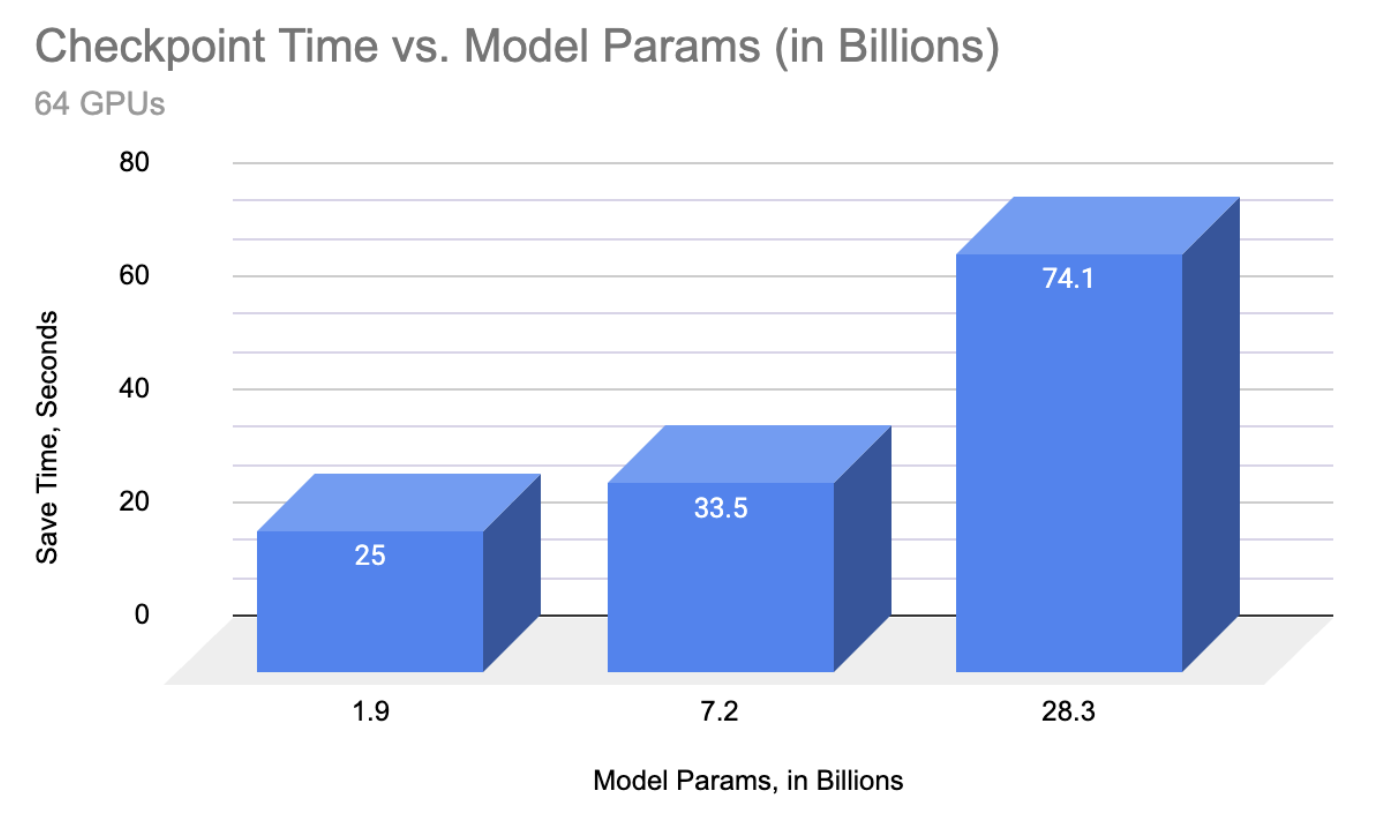 Checkpoint Time vs. Model Params (in Billions)
64 GPUs
80
60
40
20
0
Save Time, Seconds
25
33.5
74.1
1.9
7.2
28.3
Model Params, in Billions